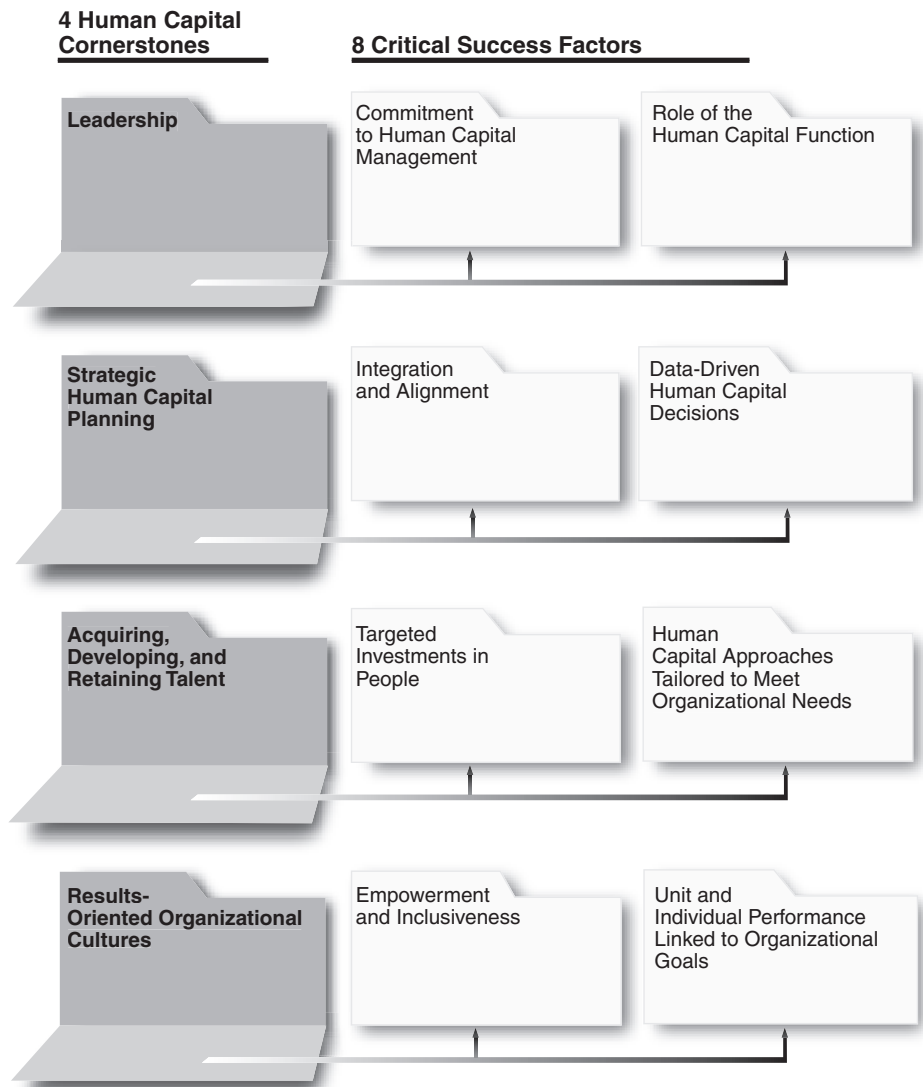 4 Human Capital
Cornerstones
8 Critical Success Factors
Leadership
Commitment
to Human Capital
Management
Role of the
Human Capital Function
Strategic
Human Capital
Planning
Integration
and Alignment
Data-Driven
Human Capital
Decisions
Acquiring,
Developing, and
Retaining Talent
Targeted
Investments in
People
Human
Capital Approaches
Tailored to Meet
Organizational Needs
Results-
Oriented Organizational
Cultures
Empowerment
and Inclusiveness
Unit and
Individual Performance
Linked to Organizational
Goals